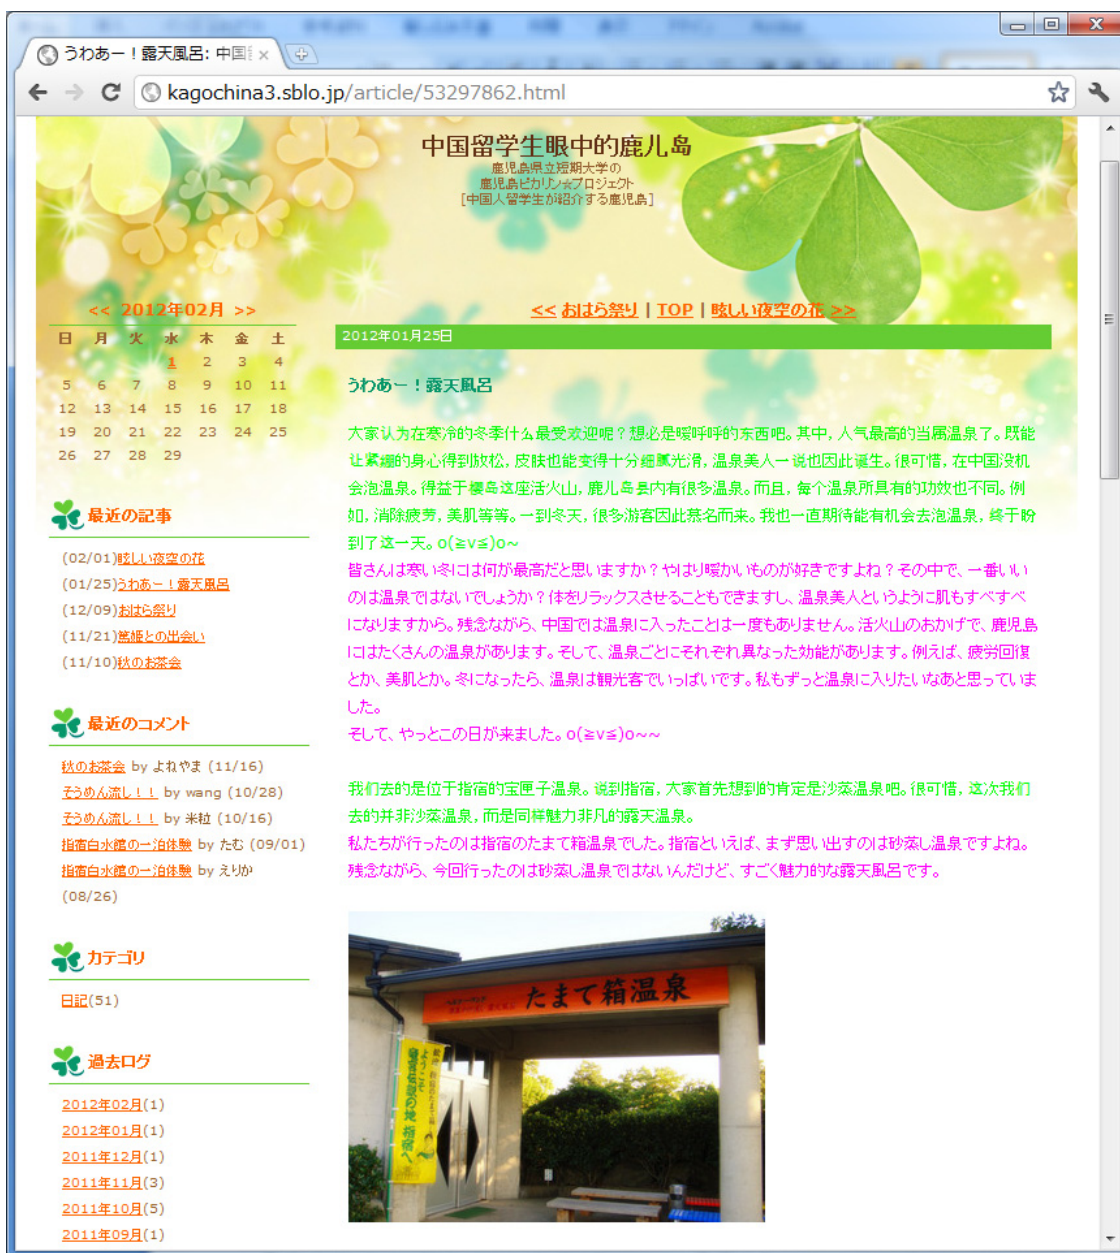 うわあー！露天風呂: 中国
kagochina3.sblo.jp/article/53297862.html
中国留学生眼中的鹿儿岛
鹿児島県立短期大学の
鹿児島ピカリン☆プロジェクト
[中国人留学生が紹介する鹿児島]
<< 2012年02月 >>
日 月 火 水 木 金 土
1 2 3 4
5 6 7 8 9 10 11
12 13 14 15 16 17 18
19 20 21 22 23 24 25
26 27 28 29
最近の記事
(02/01)眩しい夜空の花
(01/25)うわあー！露天風呂
(12/09)おはら祭り
(11/21)篤姫との出会い
(11/10)秋のお茶会
最近のコメント
秋のお茶会 by よねやま (11/16)
そうめん流し！！ by wang (10/28)
そうめん流し！！ by 米粒 (10/16)
指宿白水館の一泊体験 by たむ (09/01)
指宿白水館の一泊体験 by えりか
(08/26)
カテゴリ
日記(51)
過去ログ
2012年02月(1)
2012年01月(1)
2011年12月(1)
2011年11月(3)
2011年10月(5)
2011年09月(1)
<< おはら祭り | TOP | 眩しい夜空の花 >>
2012年01月25日
うわあー！露天風呂
大家认为在寒冷的冬季什么最受欢迎呢？想必是暖呼呼的东西吧。其中，人气最高的当属温泉了。既能
让紧绷的身心得到放松，皮肤也能变得十分细腻光滑，温泉美人一说也因此诞生。很可惜，在中国没机
会泡温泉。得益于樱岛这座活火山，鹿儿岛县内有很多温泉。而且，每个温泉所具有的功效也不同。例
如，消除疲劳，美肌等等。一到冬天，很多游客因此慕名而来。我也一直期待能有机会去泡温泉，终于盼
到了这一天。o(≧v≦)o~
皆さんは寒い冬には何が最高だと思いますか？やはり暖かいものが好きですよね？その中で、一番いい
のは温泉ではないでしょうか？体をリラックスさせることもできますし、温泉美人というように肌もすべすべ
になりますから。残念ながら、中国では温泉に入ったことは一度もありません。活火山のおかげで、鹿児島
にはたくさんの温泉があります。そして、温泉ごとにそれぞれ異なった効能があります。例えば、疲労回復
とか、美肌とか。冬になったら、温泉は観光客でいっぱいです。私もずっと温泉に入りたいなあと思っていま
した。
そして、やっとこの日が来ました。o(≧v≦)o~~
我们去的是位于指宿的宝匣子温泉。说到指宿，大家首先想到的肯定是沙蒸温泉吧。很可惜，这次我们
去的并非沙蒸温泉，而是同样魅力非凡的露天温泉。
私たちが行ったのは指宿のたまて箱温泉でした。指宿といえば、まず思い出すのは砂蒸し温泉ですよね。
残念ながら、今回行ったのは砂蒸し温泉ではないんだけど、すごく魅力的な露天風呂です。
たまて箱温泉
ようこそ
指宿へ